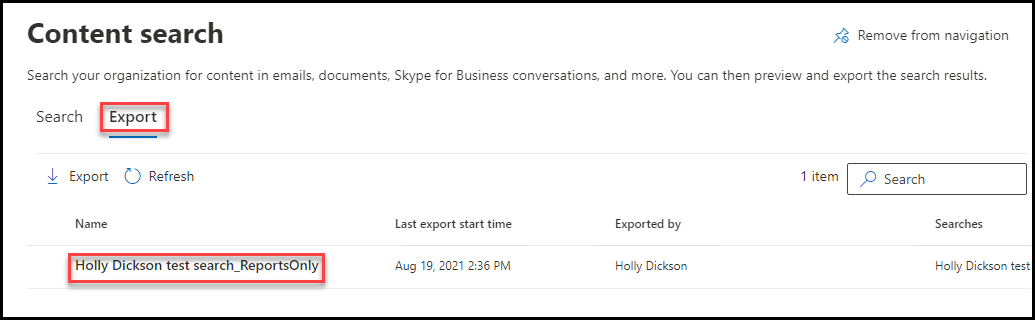 Content search
Remove from navigation
Search your organization for content in emails, documents, Skype for Business conversations, and more. You can then preview and export the search results.
Search Export
Export Refresh 1 item Search
Name Last export start time Exported by Searches
Holly Dickson test search_ReportsOnly Aug 19, 2021 2:36 PM Holly Dickson Holly Dickson test